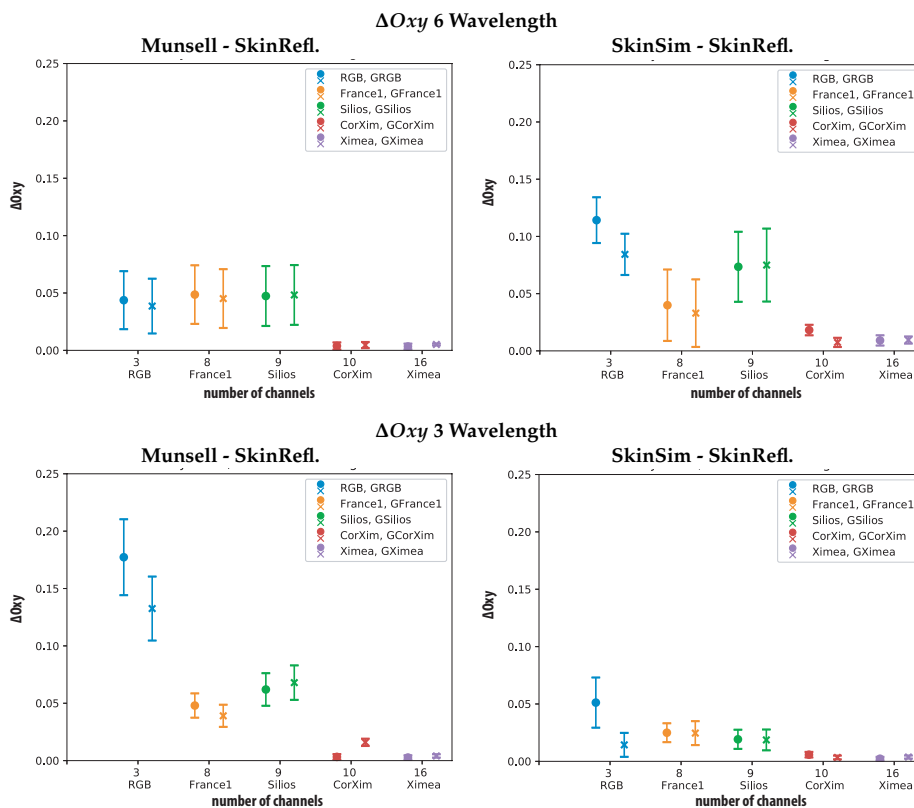 ΔOxy 6 Wavelength
Munsell - SkinRefl.
0.25
0.20
0.15
0.10
0.05
0.00
ΔOxy
RGB, GRGB
France1, GFrance1
Silios, GSilios
CorXim, GCorXim
Ximea, GXimea
3 8 9 10 16
RGB France1 Silios CorXim Ximea
number of channels
SkinSim - SkinRefl.
0.25
0.20
0.15
0.10
0.05
0.00
ΔOxy
RGB, GRGB
France1, GFrance1
Silios, GSilios
CorXim, GCorXim
Ximea, GXimea
3 8 9 10 16
RGB France1 Silios CorXim Ximea
number of channels
ΔOxy 3 Wavelength
Munsell - SkinRefl.
0.25
0.20
0.15
0.10
0.05
0.00
ΔOxy
RGB, GRGB
France1, GFrance1
Silios, GSilios
CorXim, GCorXim
Ximea, GXimea
3 8 9 10 16
RGB France1 Silios CorXim Ximea
number of channels
SkinSim - SkinRefl.
0.25
0.20
0.15
0.10
0.05
0.00
ΔOxy
RGB, GRGB
France1, GFrance1
Silios, GSilios
CorXim, GCorXim
Ximea, GXimea
3 8 9 10 16
RGB France1 Silios CorXim Ximea
number of channels